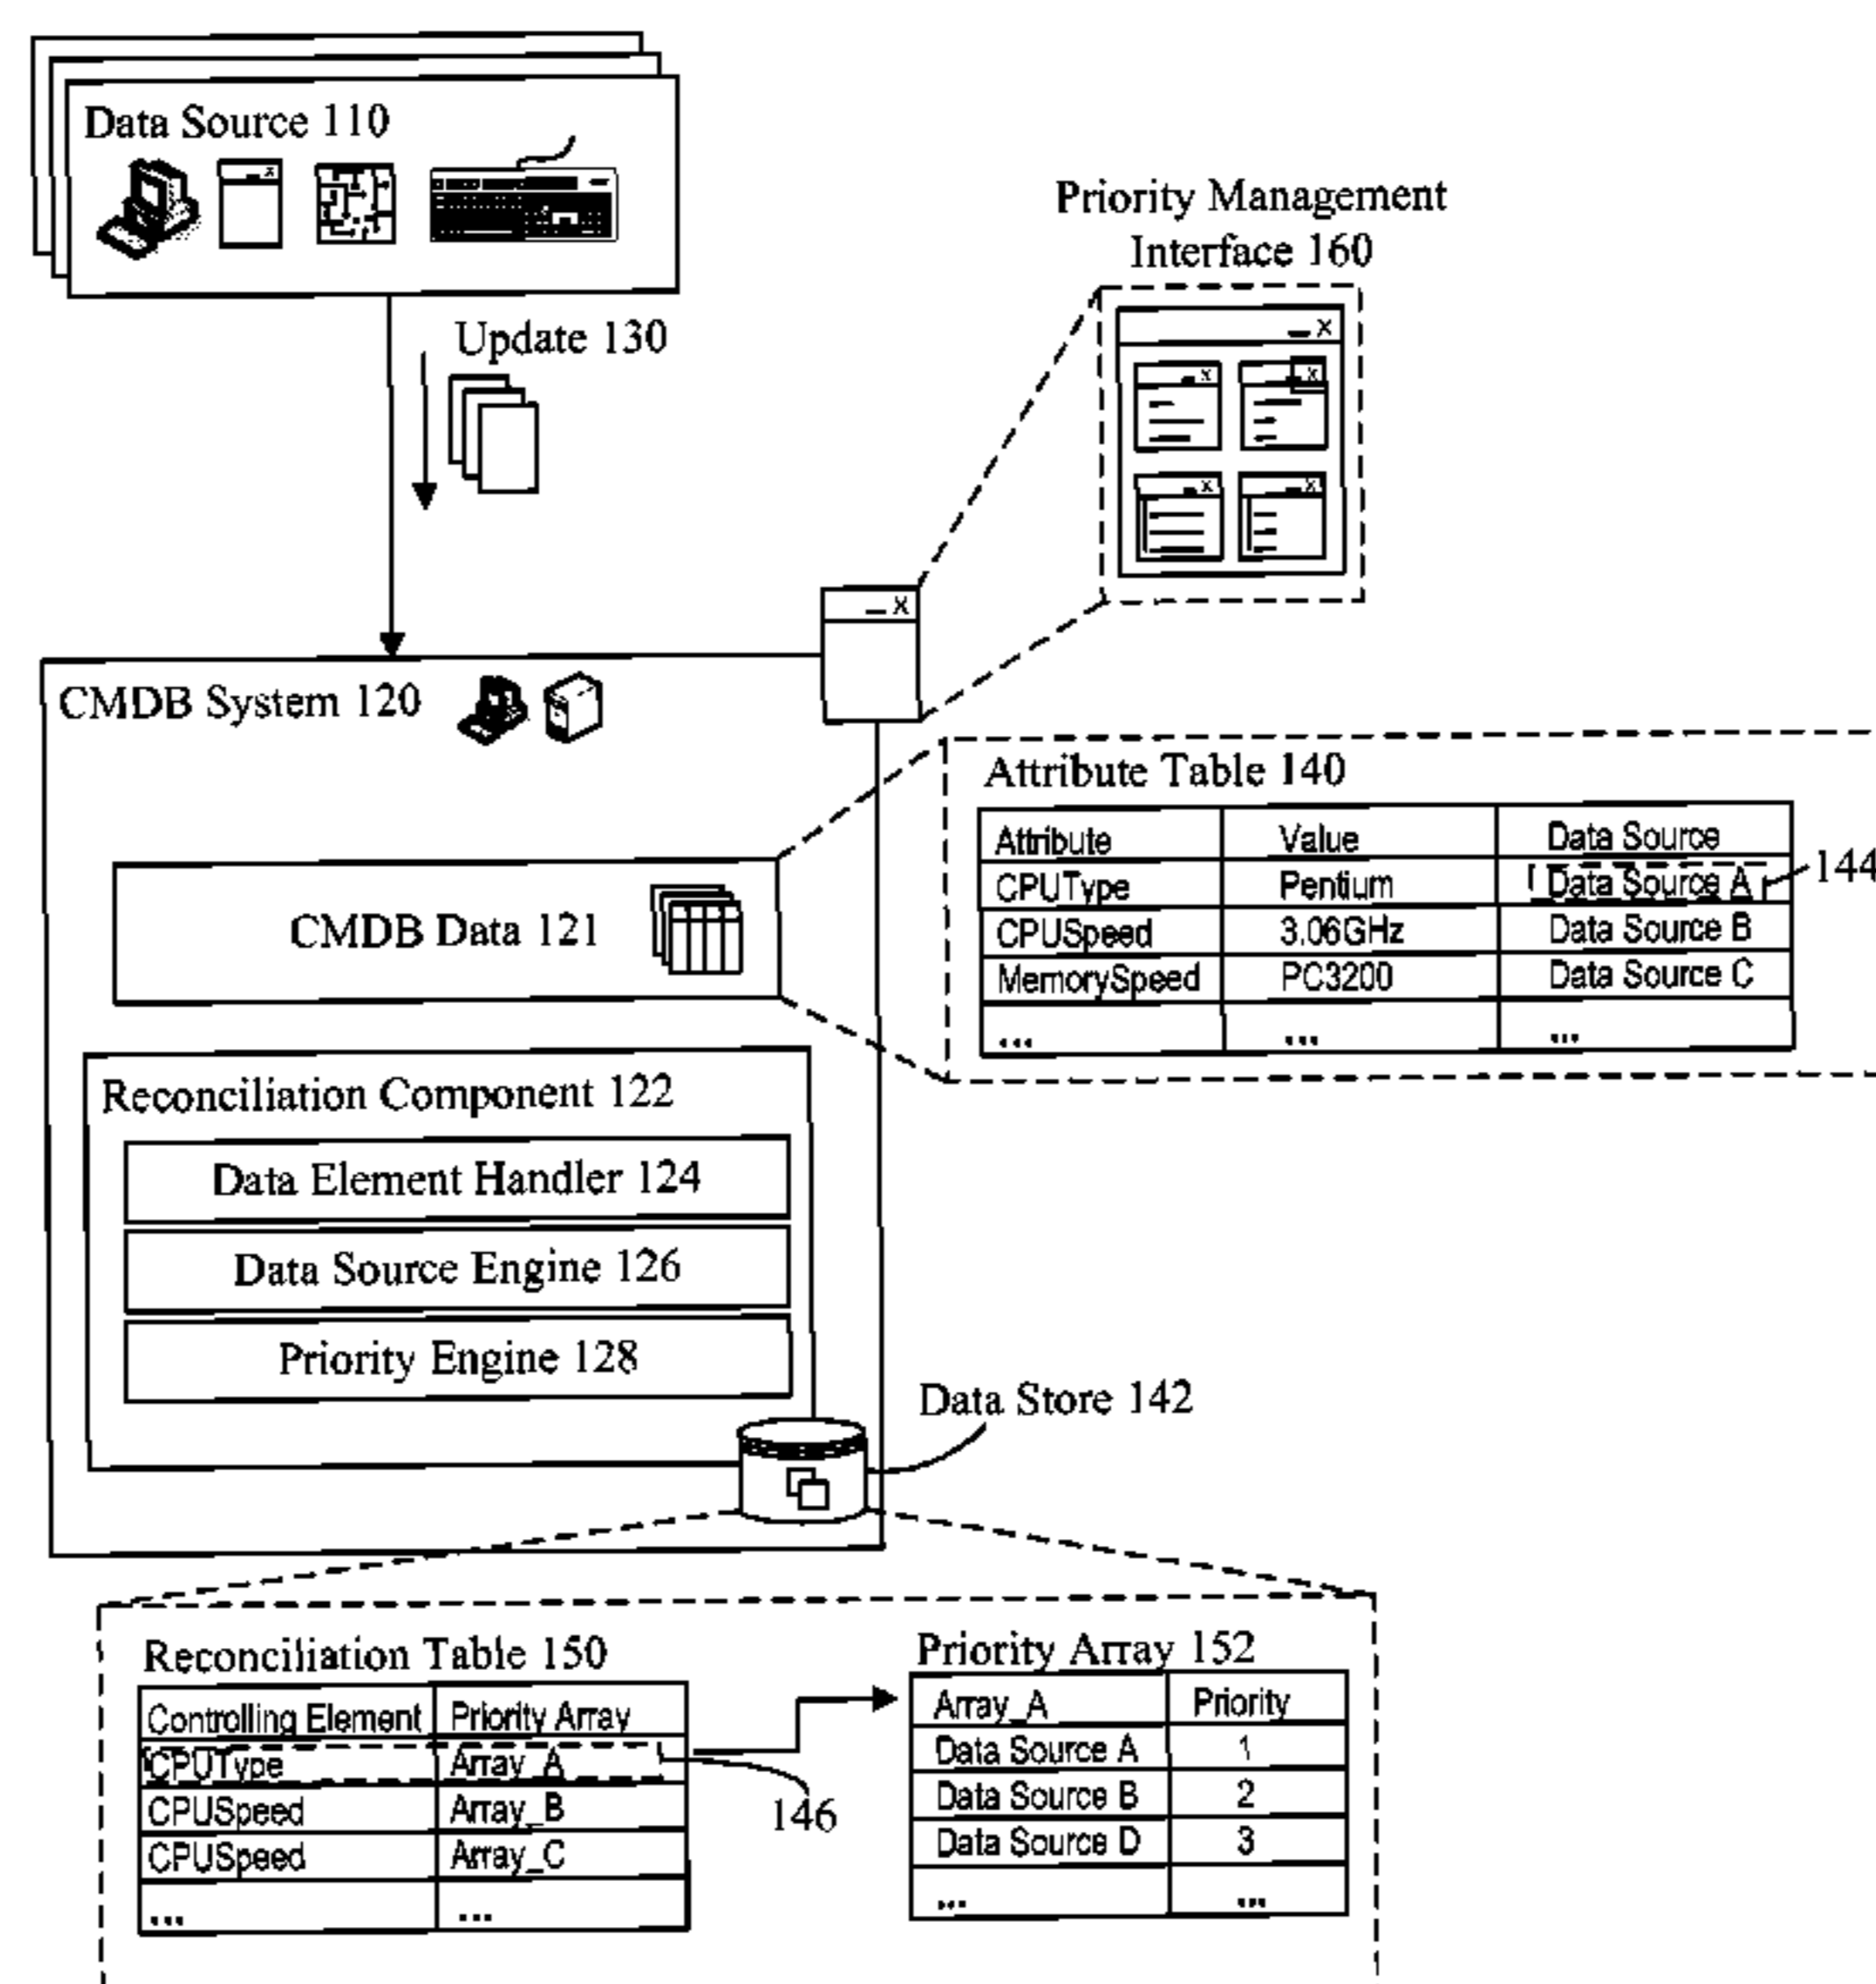 Data Source 110
Update 130
Priority Management
Interface 160
CMDB System 120
Attribute Table 140
Attribute Value Data Source
CPUType Pentium Data Source A 144
CPUSpeed 3.06GHz Data Source B
MemorySpeed PC3200 Data Source C
... ... ...
CMDB Data 121
Reconciliation Component 122
Data Element Handler 124
Data Source Engine 126
Priority Engine 128
Data Store 142
Reconciliation Table 150
Controlling Element Priority Array
CPUType Array_A
CPUSpeed Array_B
CPUSpeed Array_C
... ...
146
Priority Array 152
Array_A Priority
Data Source A 1
Data Source B 2
Data Source D 3
... ...